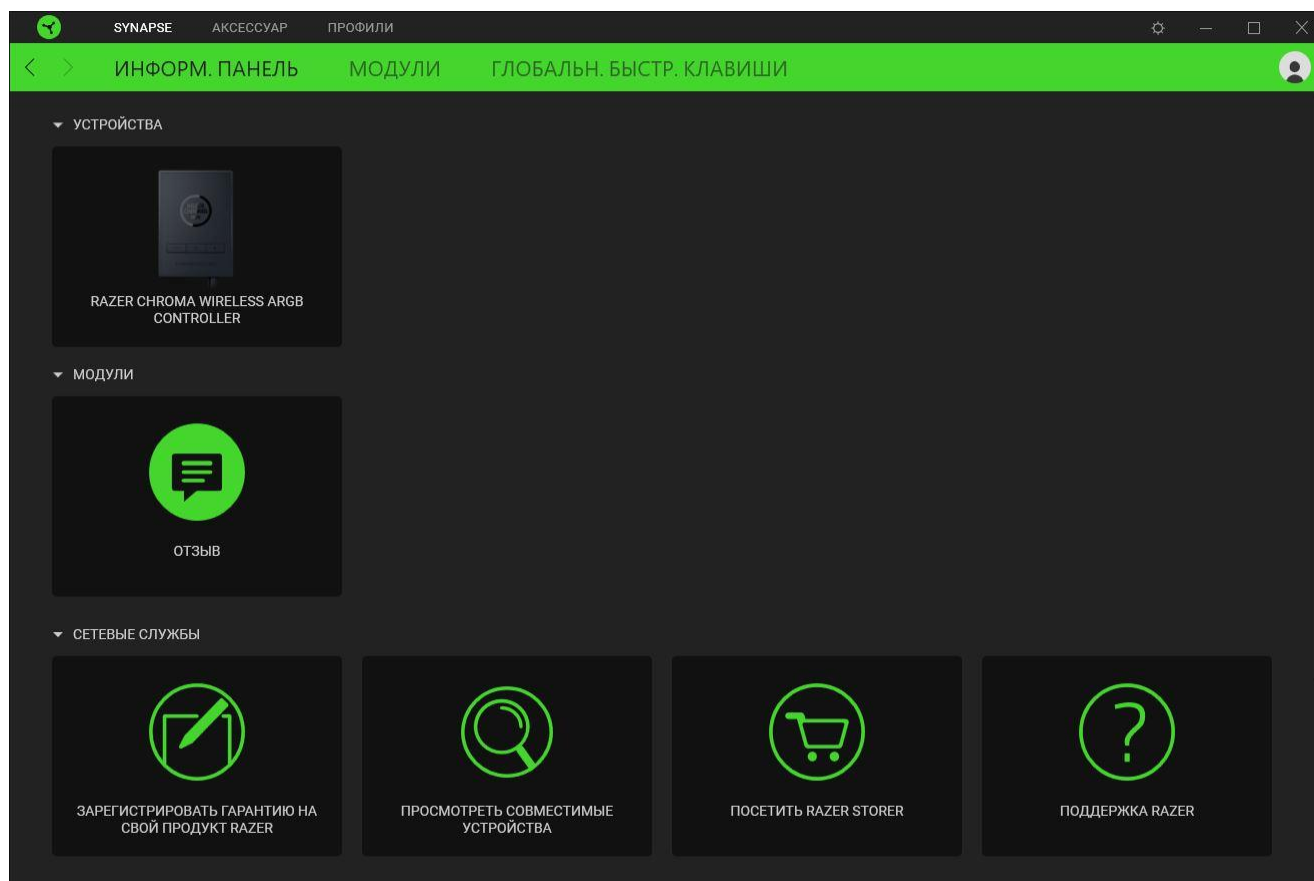 SYNAPSE АКСЕССУАР ПРОФИЛИ
ИНФОРМ. ПАНЕЛЬ МОДУЛИ ГЛОБАЛЬН. БЫСТР. КЛАВИШИ
УСТРОЙСТВА
RAZER CHROMA WIRELESS ARGB
CONTROLLER
МОДУЛИ
ОТЗЫВ
СЕТЕВЫЕ СЛУЖБЫ
ЗАРЕГИСТРИРОВАТЬ ГАРАНТИЮ НА
СВОЙ ПРОДУКТ RAZER
ПРОСМОТРЕТЬ СОВМЕСТИМЫЕ
УСТРОЙСТВА
ПОСЕТИТЬ RAZER STORER
ПОДДЕРЖКА RAZER